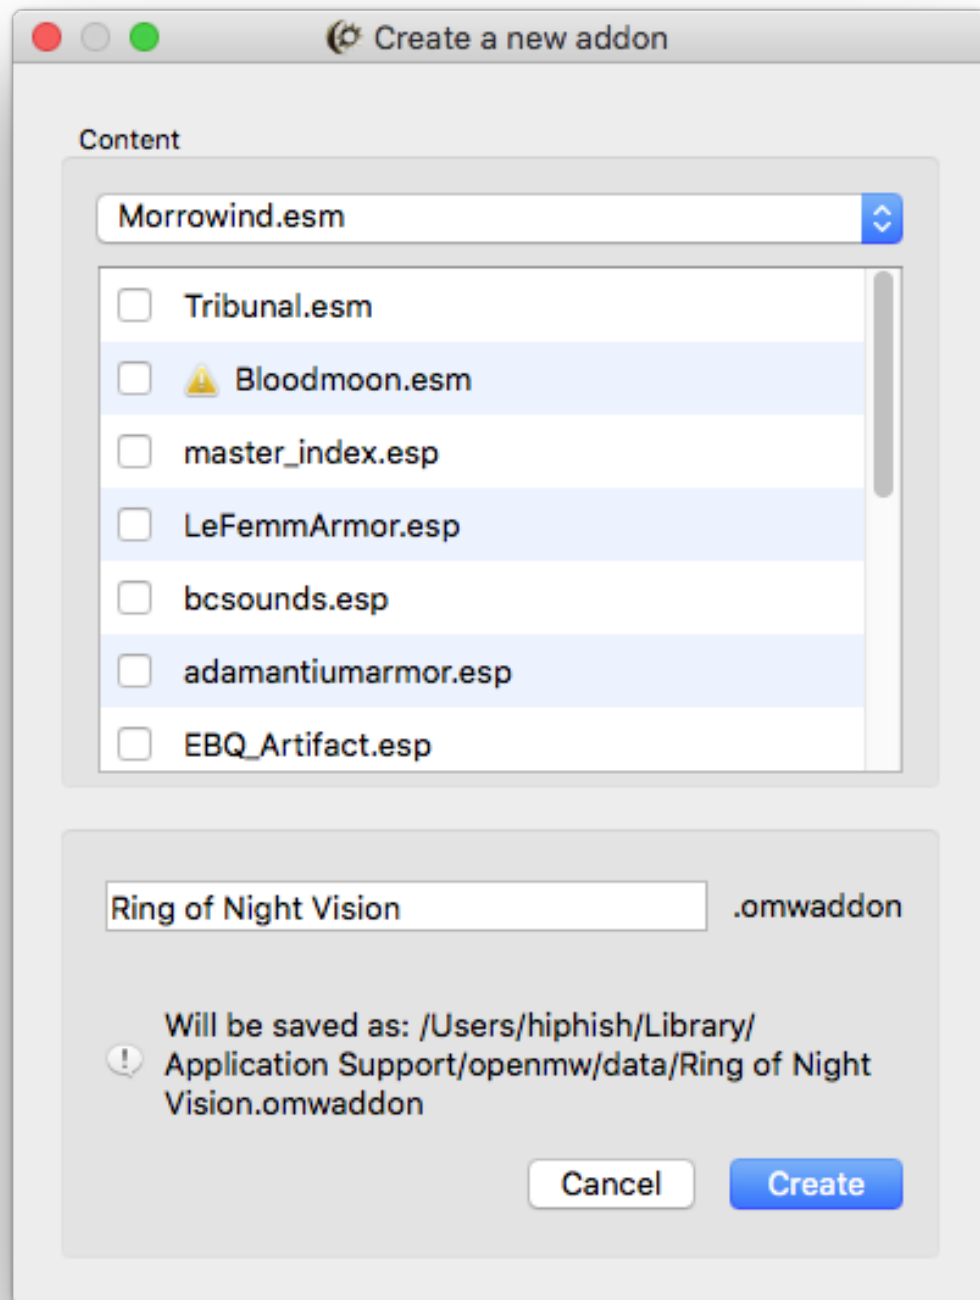 Create a new addon
Content
Morrowind.esm
Tribunal.esm
Bloodmoon.esm
master_index.esp
LeFemmArmor.esp
bcsounds.esp
adamantiumarmor.esp
EBQ_Artifact.esp
Ring of Night Vision .omwaddon
Will be saved as: /Users/hiphish/Library/
Application Support/openmw/data/Ring of Night
Vision.omwaddon
Cancel Create